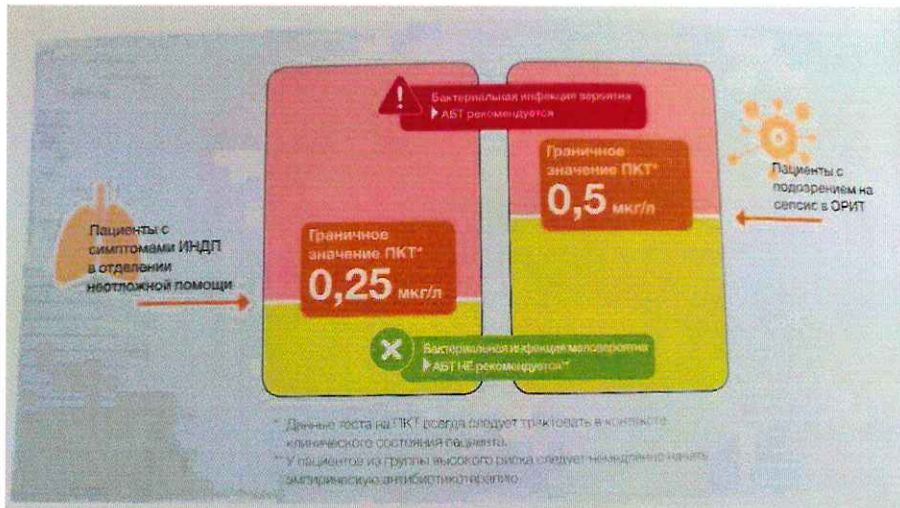 Бактериальная инфекция вероятна
АБТ рекомендуется
Граничное
значение ПКТ*
0,5 мкг/л
Пациенты с
подозрением на
сепсис в ОРИТ
Пациенты с
симптомами ИНДП
в отделении
неотложной помощи
Граничное
значение ПКТ*
0,25 мкг/л
Бактериальная инфекция маловероятна
АБТ НЕ рекомендуется**
* Данные теста на ПКТ всегда следует трактовать в контексте
клинического состояния пациента.
** У пациентов из группы высокого риска следует немедленно начать
эмпирическую антибиотикотерапию.